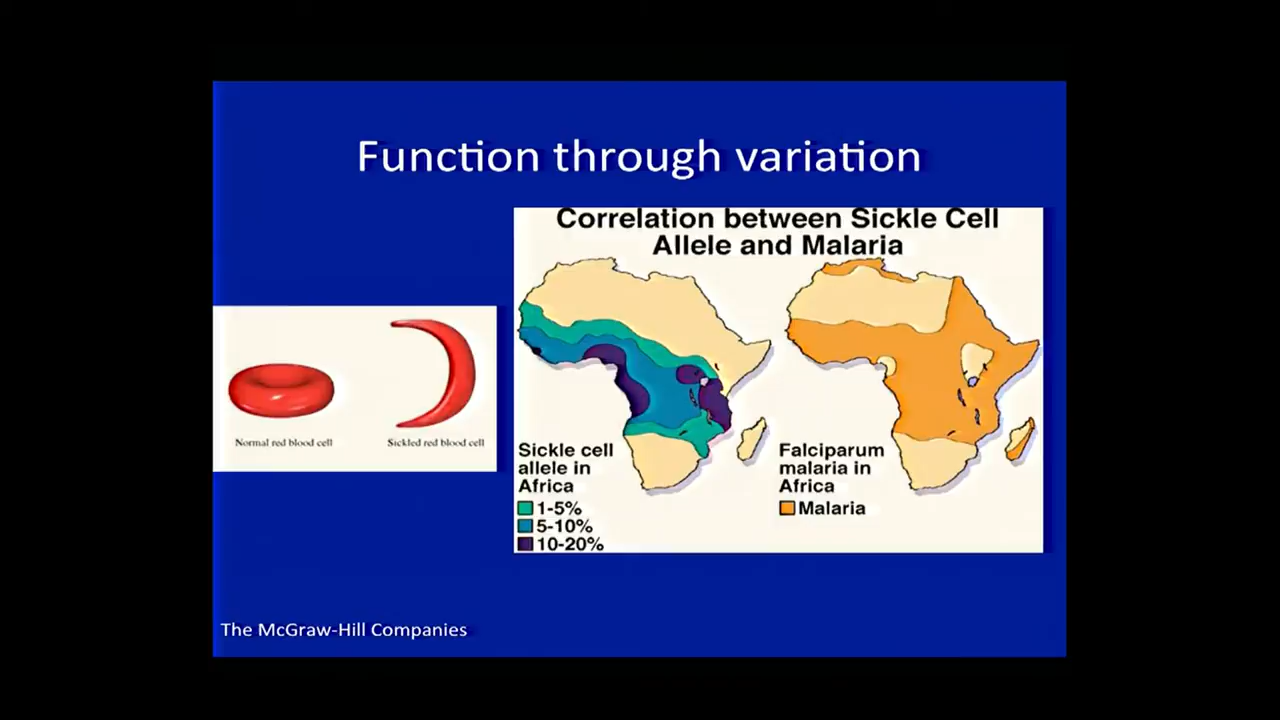 Function through variation
Correlation between Sickle Cell
Allele and Malaria
Normal red blood cell
Sickled red blood cell
Sickle cell
allele in
Africa
1-5%
5-10%
10-20%
Falciparum
malaria in
Africa
Malaria
The McGraw-Hill Companies